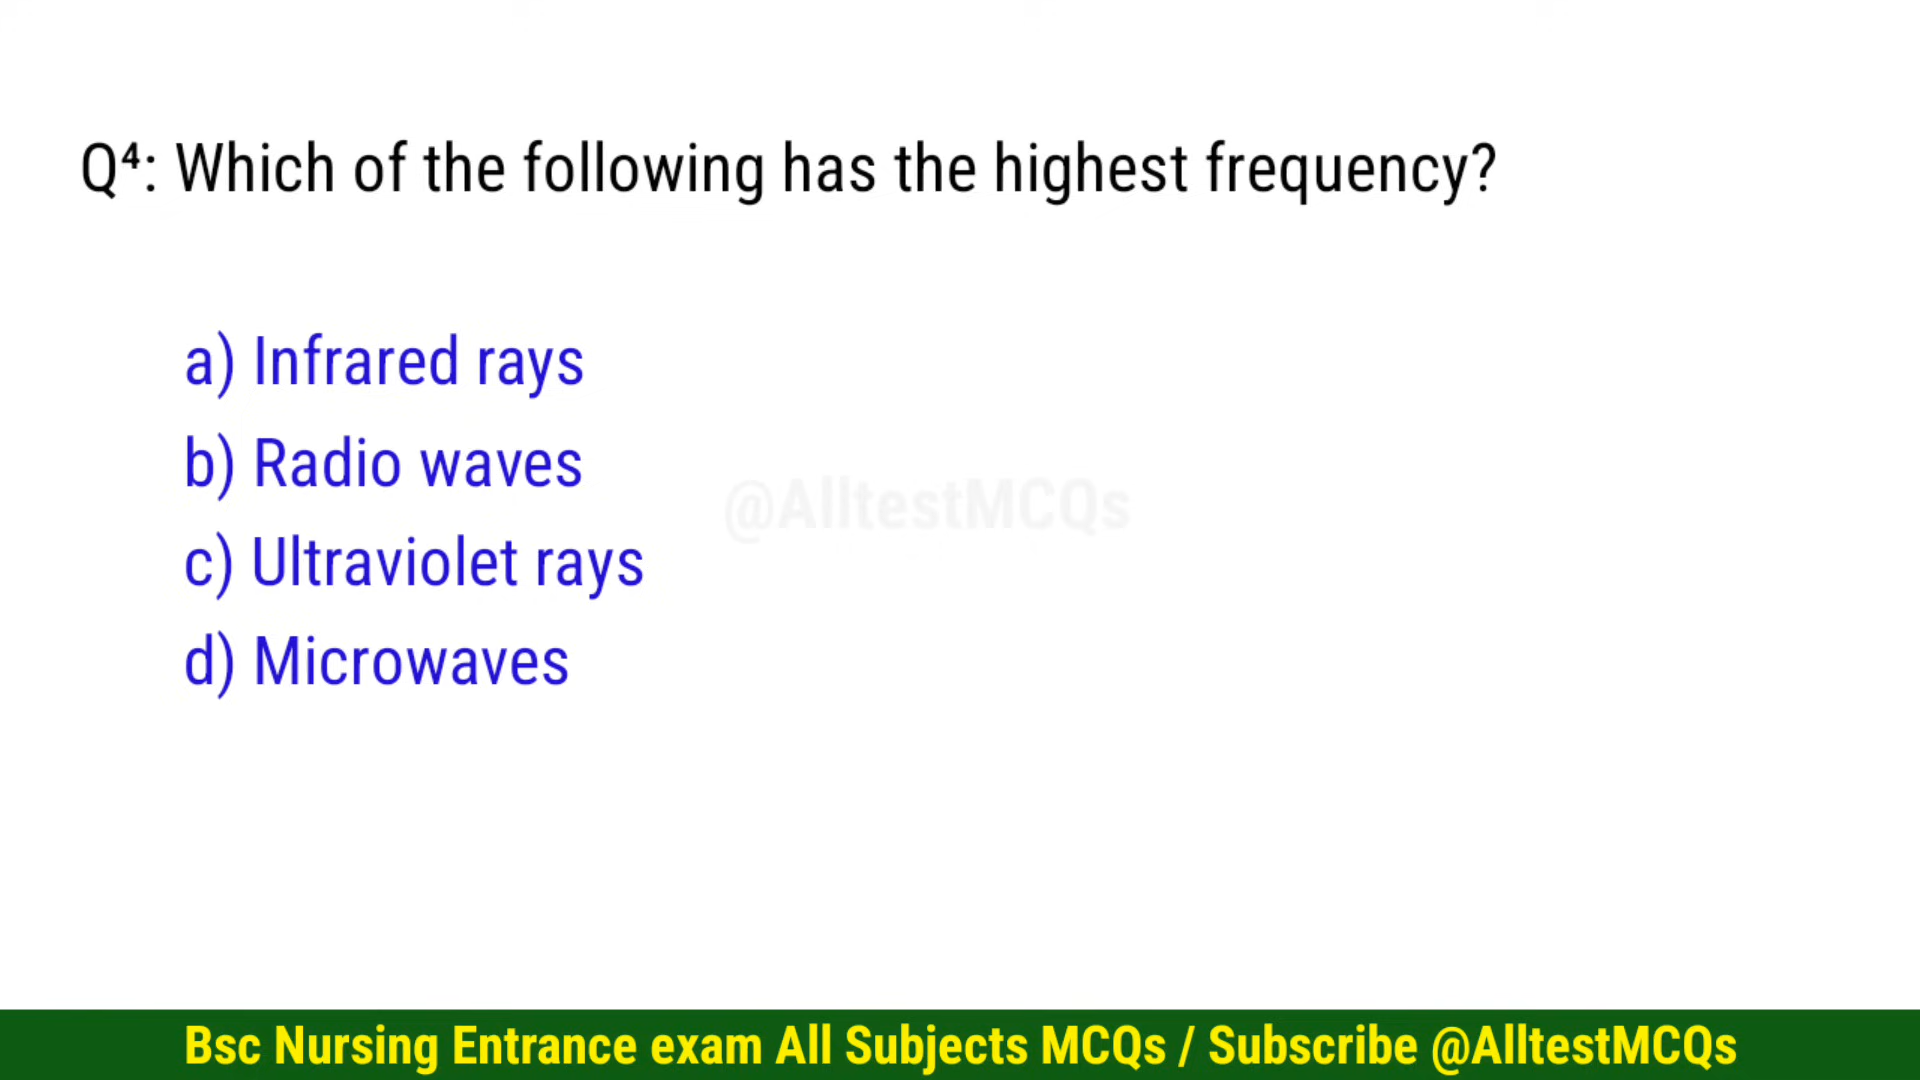 Q⁴: Which of the following has the highest frequency?
a) Infrared rays
b) Radio waves
@AlltestMCQs
c) Ultraviolet rays
d) Microwaves
Bsc Nursing Entrance exam All Subjects MCQs / Subscribe @AlltestMCQs